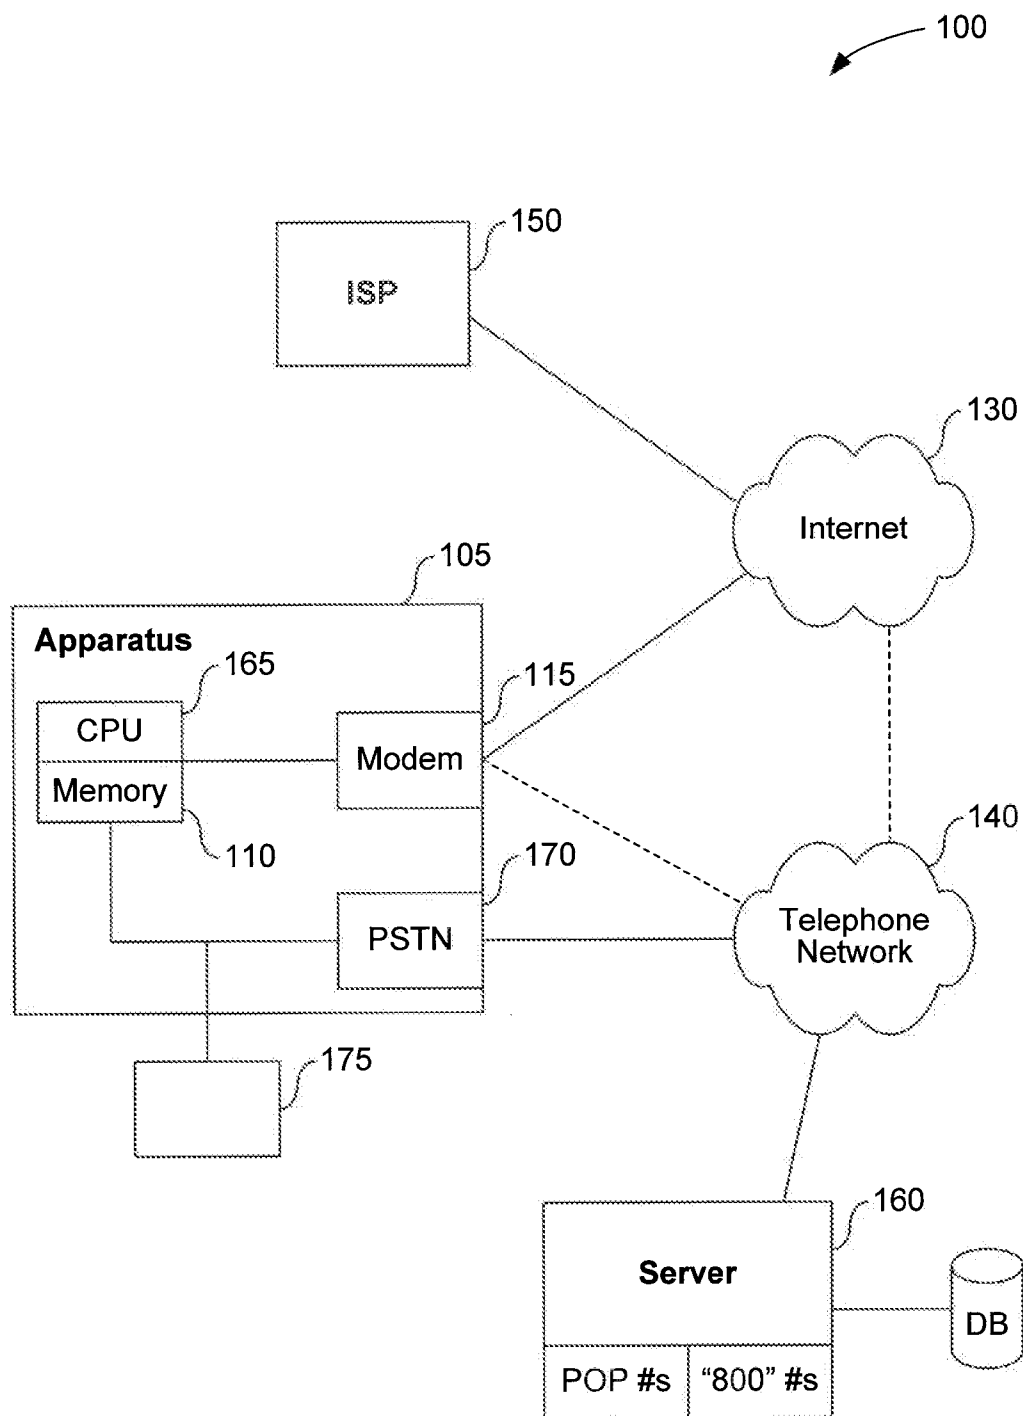 100
150
ISP
130
Internet
105
Apparatus
165
115
CPU
Modem
Memory
110
170
140
PSTN
Telephone
Network
175
160
Server
DB
POP #s
“800” #s